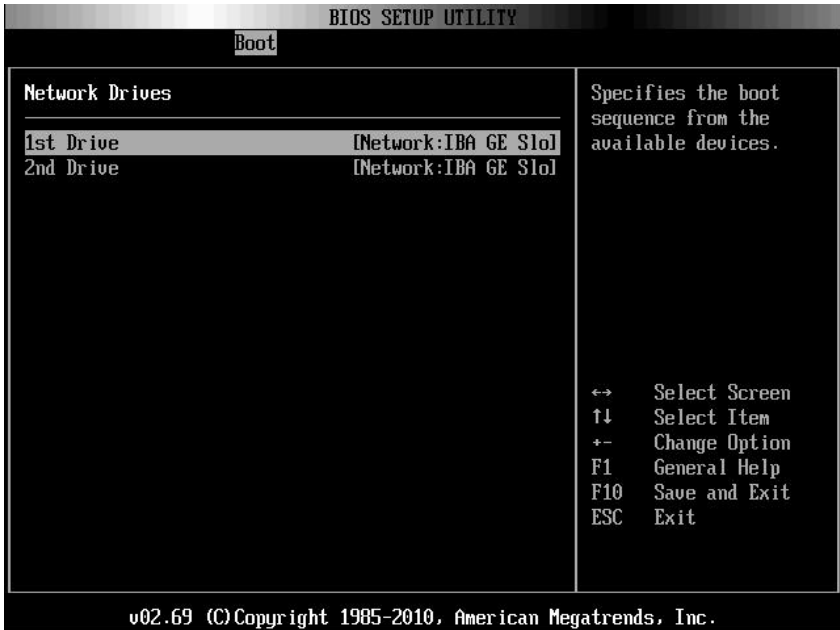 BIOS SETUP UTILITY
Boot
Network Drives
1st Drive [Network:IBA GE Slo]
2nd Drive [Network:IBA GE Slo]
Specifies the boot
sequence from the
available devices.
←→ Select Screen
↑↓ Select Item
+- Change Option
F1 General Help
F10 Save and Exit
ESC Exit
v02.69 (C)Copyright 1985-2010, American Megatrends, Inc.